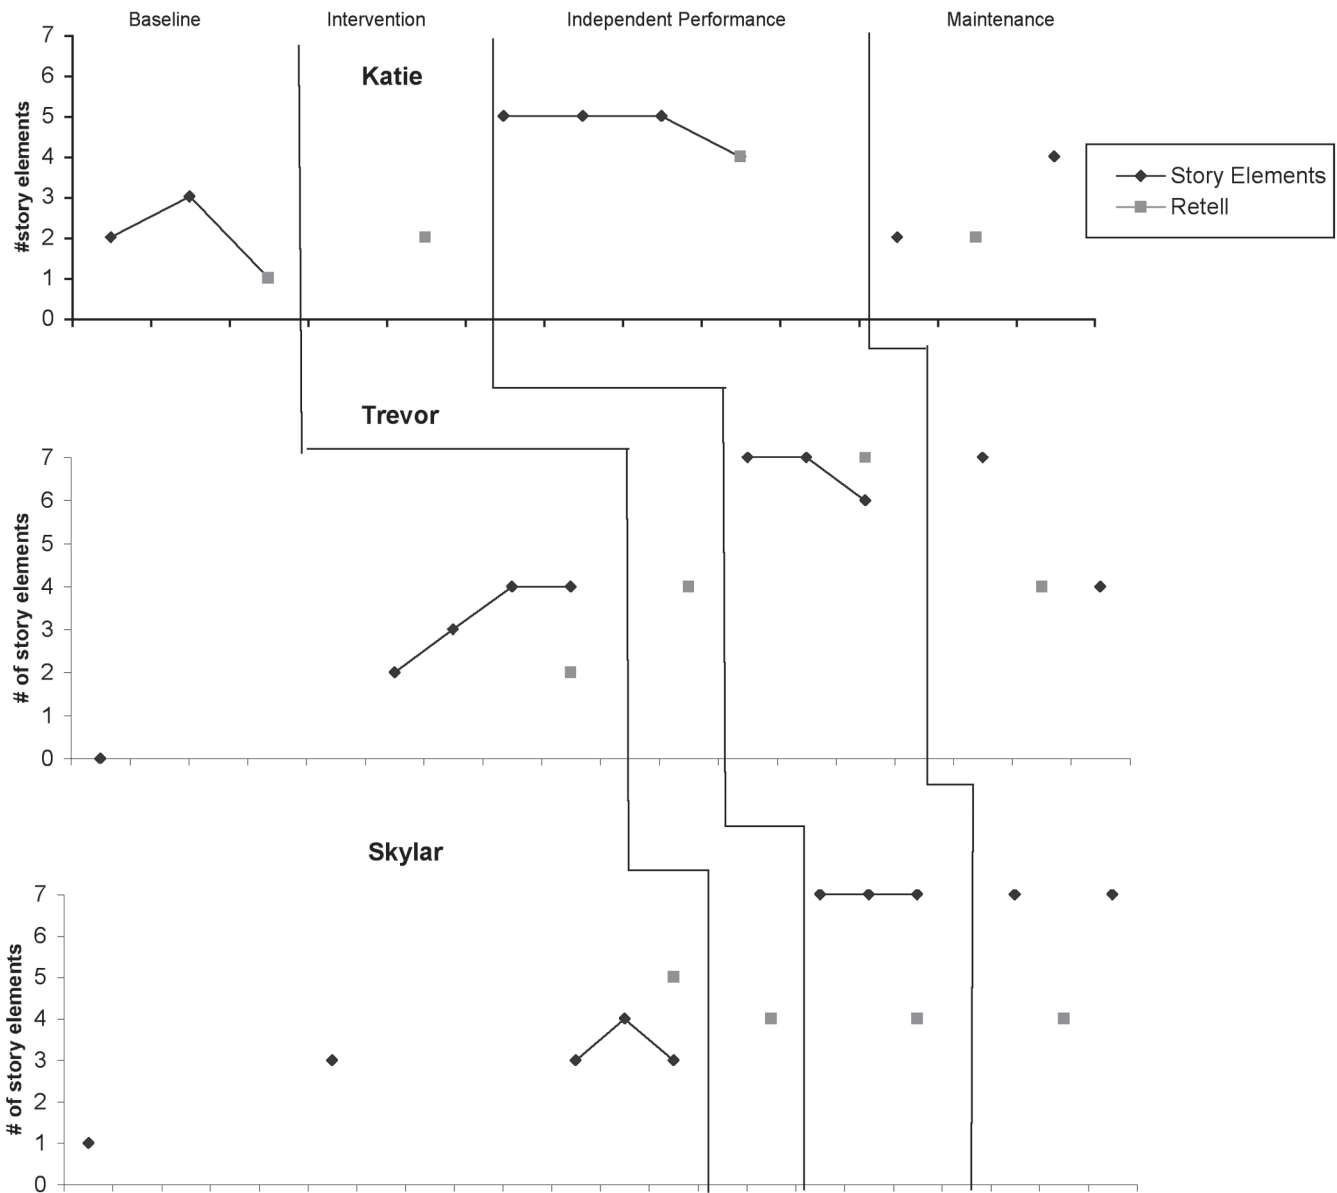 Baseline Intervention Independent Performance Maintenance
Katie
#story elements
7
6
5
4
3
2
1
0
Story Elements
Retell
Trevor
# of story elements
7
6
5
4
3
2
1
0
Skylar
# of story elements
7
6
5
4
3
2
1
0